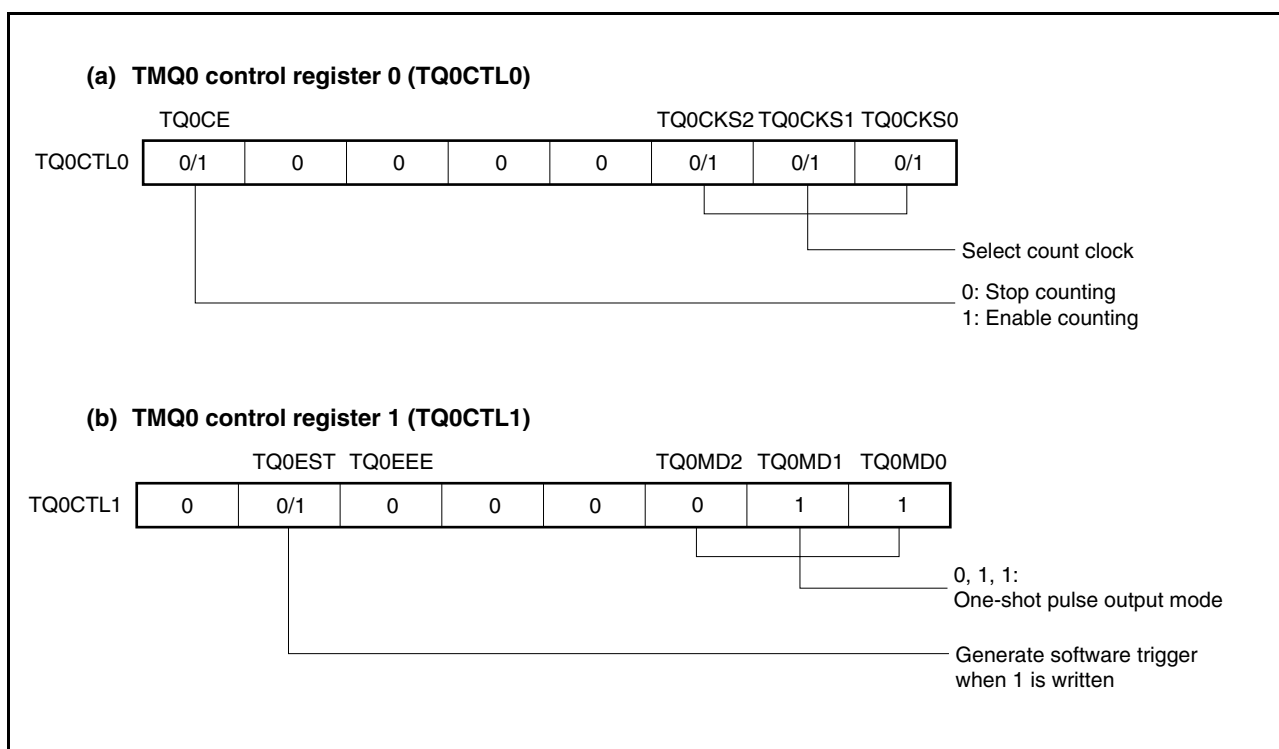 (a) TMQ0 control register 0 (TQ0CTL0)
TQ0CE TQ0CKS2 TQ0CKS1 TQ0CKS0
TQ0CTL0 0/1 0 0 0 0 0/1 0/1 0/1
Select count clock
0: Stop counting
1: Enable counting
(b) TMQ0 control register 1 (TQ0CTL1)
TQ0EST TQ0EEE TQ0MD2 TQ0MD1 TQ0MD0
TQ0CTL1 0 0/1 0 0 0 0 1 1
0, 1, 1:
One-shot pulse output mode
Generate software trigger
when 1 is written